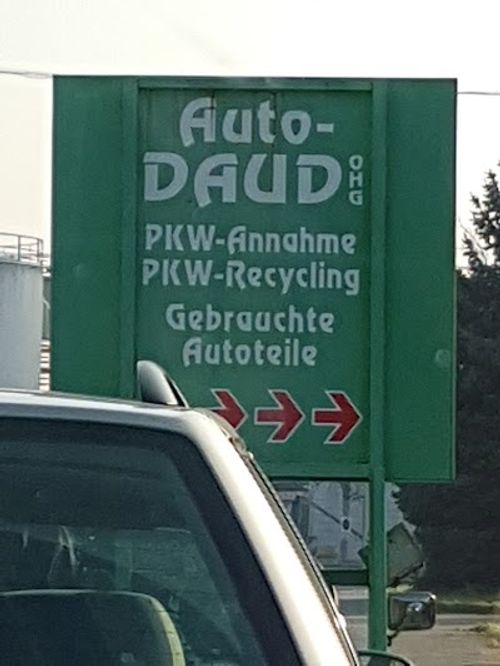 Auto-
DAUD OHG
PKW-Annahme
PKW-Recycling
Gebrauchte
Autoteile